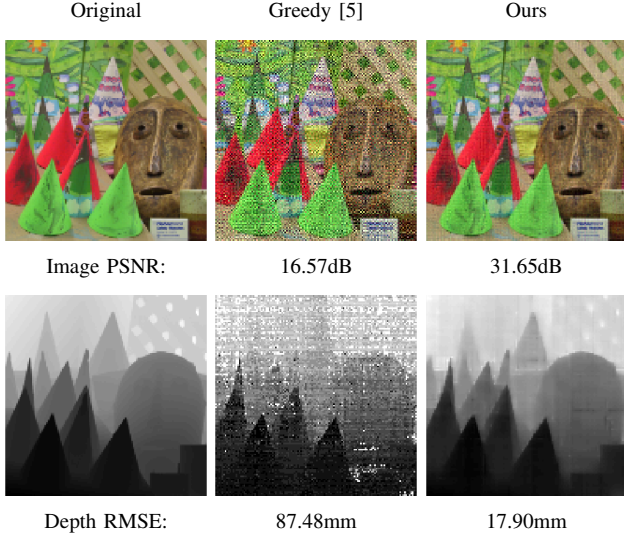 Original Greedy [5] Ours
Image PSNR: 16.57dB 31.65dB
Depth RMSE: 87.48mm 17.90mm